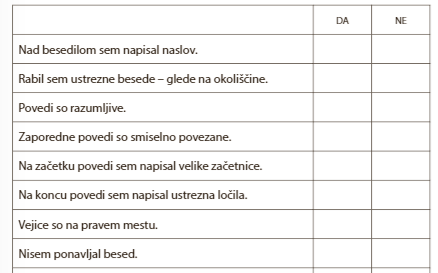 DA NE
Nad besedilom sem napisal naslov.
Rabil sem ustrezne besede – glede na okoliščine.
Povedi so razumljive.
Zaporedne povedi so smiselno povezane.
Na začetku povedi sem napisal velike začetnice.
Na koncu povedi sem napisal ustrezna ločila.
Vejice so na pravem mestu.
Nisem ponavljal besed.